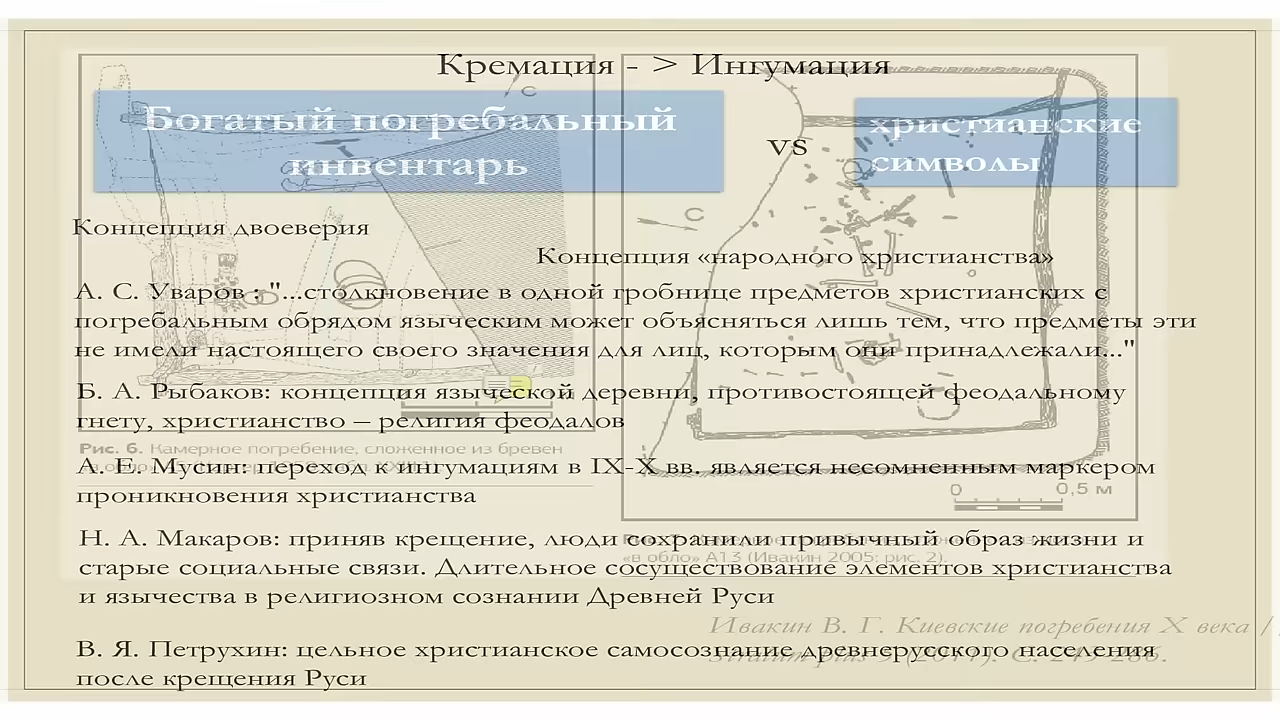 Кремация - > Ингумация
Богатый погребальный
инвентарь
vs
христианские
символы
Концепция двоеверия
Концепция «народного христианства»
А. С. Уваров : "...столкновение в одной гробнице предметов христианских с
погребальным обрядом языческим может объясняться лишь тем, что предметы эти
не имели настоящего своего значения для лиц, которым они принадлежали..."
Б. А. Рыбаков: концепция языческой деревни, противостоящей феодальному
гнету, христианство – религия феодалов
А. Е. Мусин: переход к ингумациям в IX-X вв. является несомненным маркером
проникновения христианства
Н. А. Макаров: приняв крещение, люди сохранили привычный образ жизни и
старые социальные связи. Длительное сосуществование элементов христианства
и язычества в религиозном сознании Древней Руси
В. Я. Петрухин: цельное христианское самосознание древнерусского населения
после крещения Руси
С
С
Рис. 6. Камерное погребение, сложенное из бревен
0 0,5 м
«в обло» А13 (Ивакин 2005: рис. 2).
Ивакин В. Г. Киевские погребения X века /